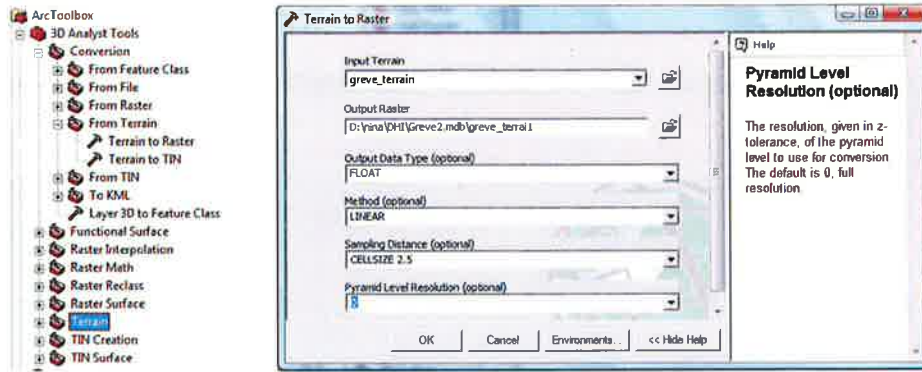 ArcToolbox
3D Analyst Tools
Conversion
From Feature Class
From File
From Raster
From Terrain
Terrain to Raster
Terrain to TIN
From TIN
To KML
Layer 3D to Feature Class
Functional Surface
Raster Interpolation
Raster Math
Raster Reclass
Raster Surface
Terrain
TIN Creation
TIN Surface
Terrain to Raster
Input Terrain
greve_terrain
Output Raster
D:\nina\DHI\Greve2.mdb\greve_terrai1
Output Data Type (optional)
FLOAT
Method (optional)
LINEAR
Sampling Distance (optional)
CELLSIZE 2.5
Pyramid Level Resolution (optional)
OK
Cancel
Environments...
<< Hide Help
Help
Pyramid Level
Resolution (optional)
The resolution, given in z-
tolerance, of the pyramid
level to use for conversion
The default is 0, full
resolution.